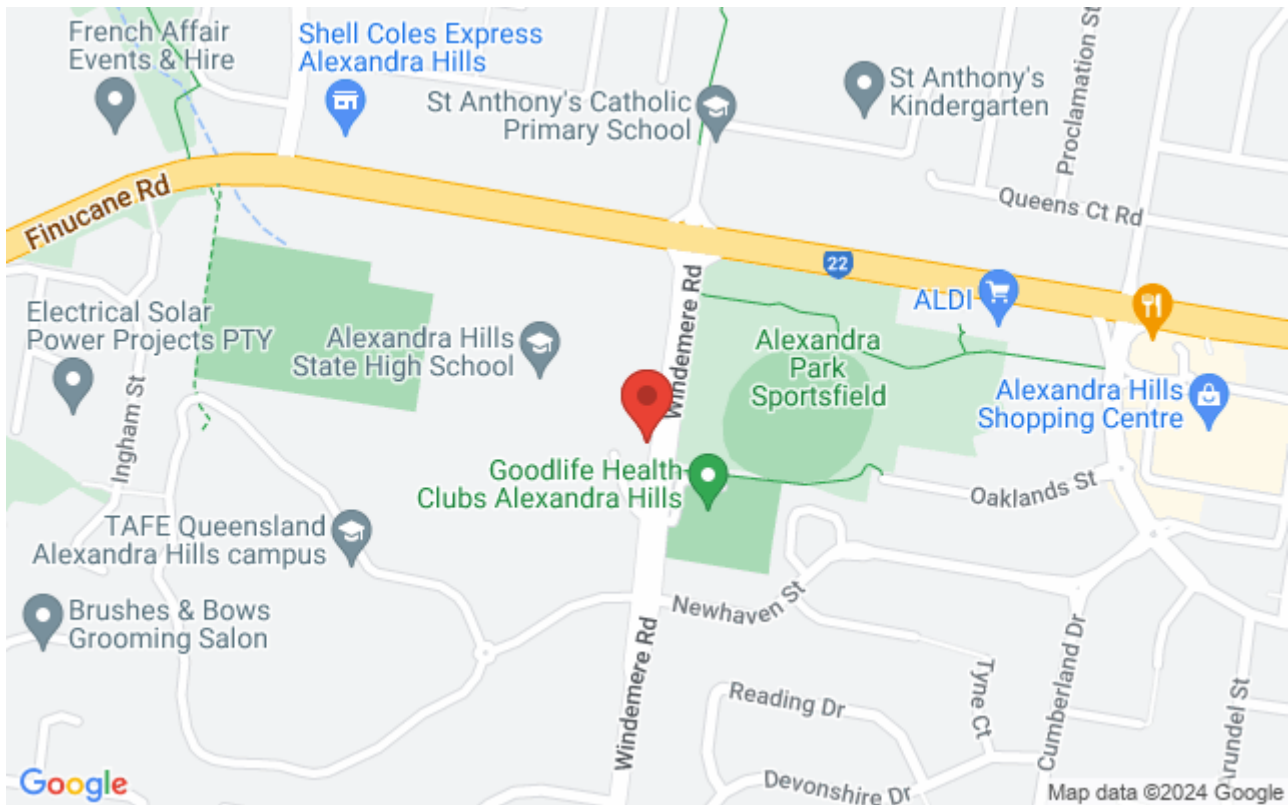 French Affair
Events & Hire
Shell Coles Express
Alexandra Hills
St Anthony's Catholic
Primary School
St Anthony's
Kindergarten
Proclamation St
Queens Ct Rd
Finucane Rd
22
ALDI
Windemere Rd
Electrical Solar
Power Projects PTY
Alexandra Hills
State High School
Alexandra
Park
Sportsfield
Alexandra Hills
Shopping Centre
Ingham St
Goodlife Health
Clubs Alexandra Hills
Oaklands St
TAFE Queensland
Alexandra Hills campus
Newhaven St
Brushes & Bows
Grooming Salon
Windemere Rd
Reading Dr
Tyne Ct
Cumberland Dr
Arundel St
Devonshire Dr
Google
Map data ©2024 Google